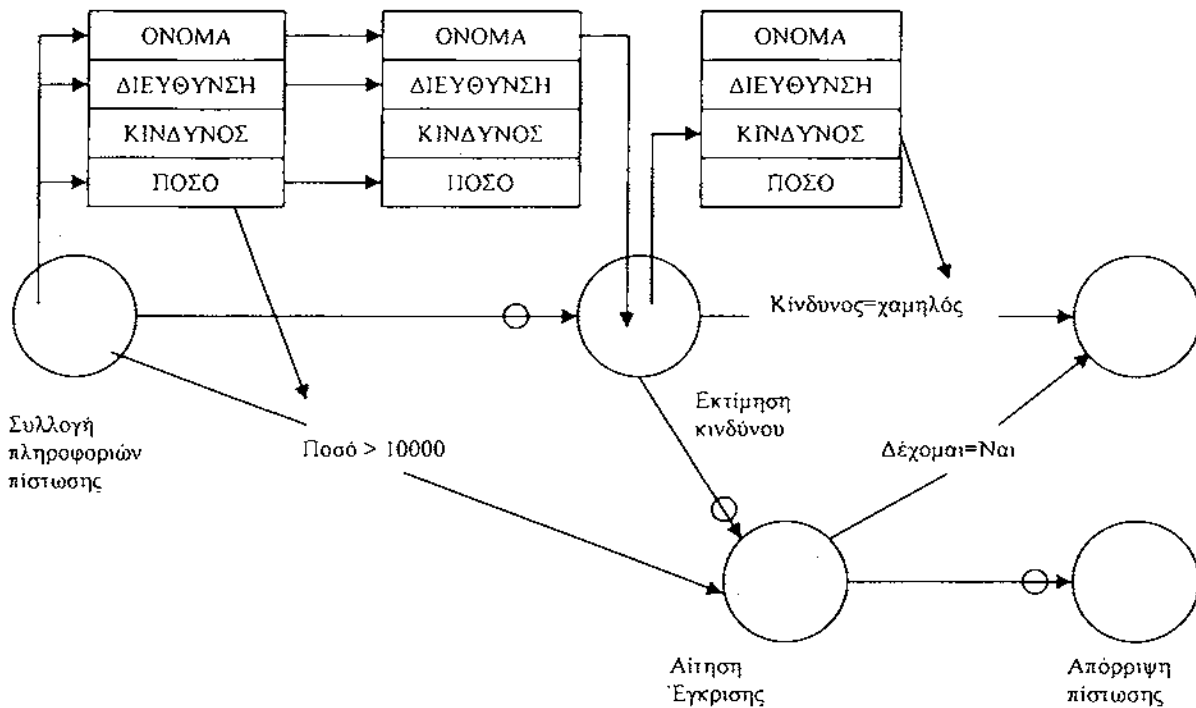 ΟΝΟΜΑ
ΔΙΕΥΘΥΝΣΗ
ΚΙΝΔΥΝΟΣ
ΠΟΣΟ
ΟΝΟΜΑ
ΔΙΕΥΘΥΝΣΗ
ΚΙΝΔΥΝΟΣ
ΠΟΣΟ
ΟΝΟΜΑ
ΔΙΕΥΘΥΝΣΗ
ΚΙΝΔΥΝΟΣ
ΠΟΣΟ
Κίνδυνος=χαμηλός
Συλλογή
πληροφοριών
πίστωσης
Ποσό > 10000
Εκτίμηση
κινδύνου
Δέχομαι=Ναι
Αίτηση
Έγκρισης
Απόρριψη
πίστωσης